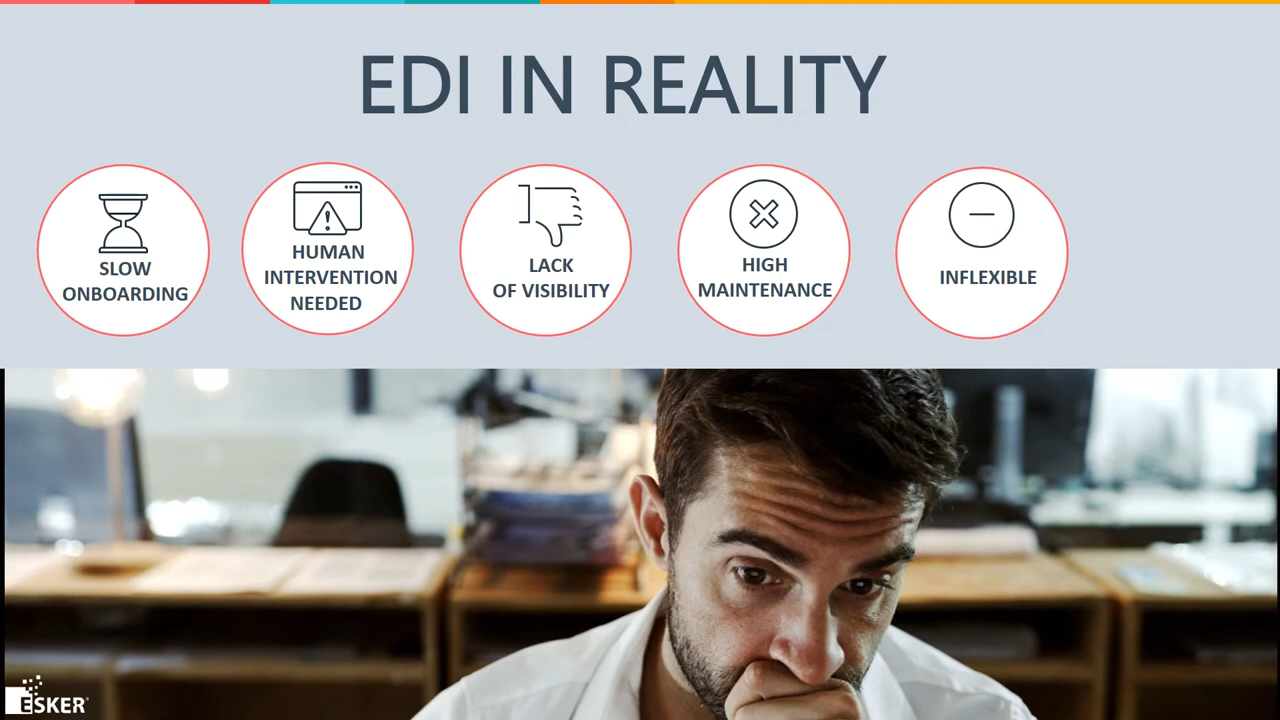 EDI IN REALITY
SLOW
ONBOARDING
HUMAN
INTERVENTION
NEEDED
LACK
OF VISIBILITY
HIGH
MAINTENANCE
INFLEXIBLE
ESKER